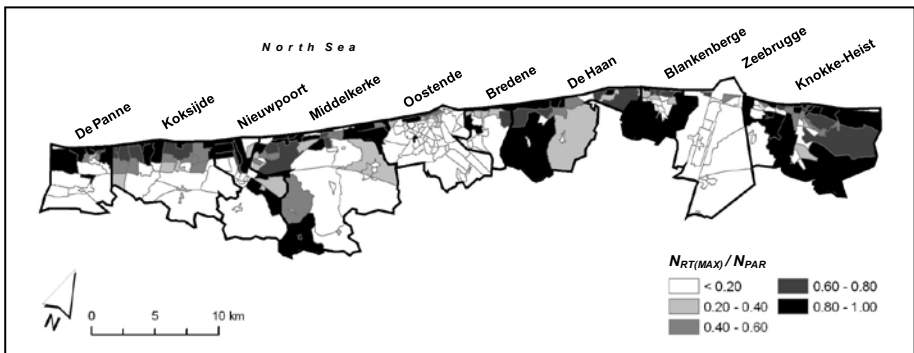 North Sea
De Panne
Koksijde
Nieuwpoort
Middelkerke
Oostende
Bredene
De Haan
Blankenberge
Zeebrugge
Knokke-Heist
N_RT(MAX) / N_PAR
< 0.20
0.20 - 0.40
0.40 - 0.60
0.60 - 0.80
0.80 - 1.00
N
0 5 10 km